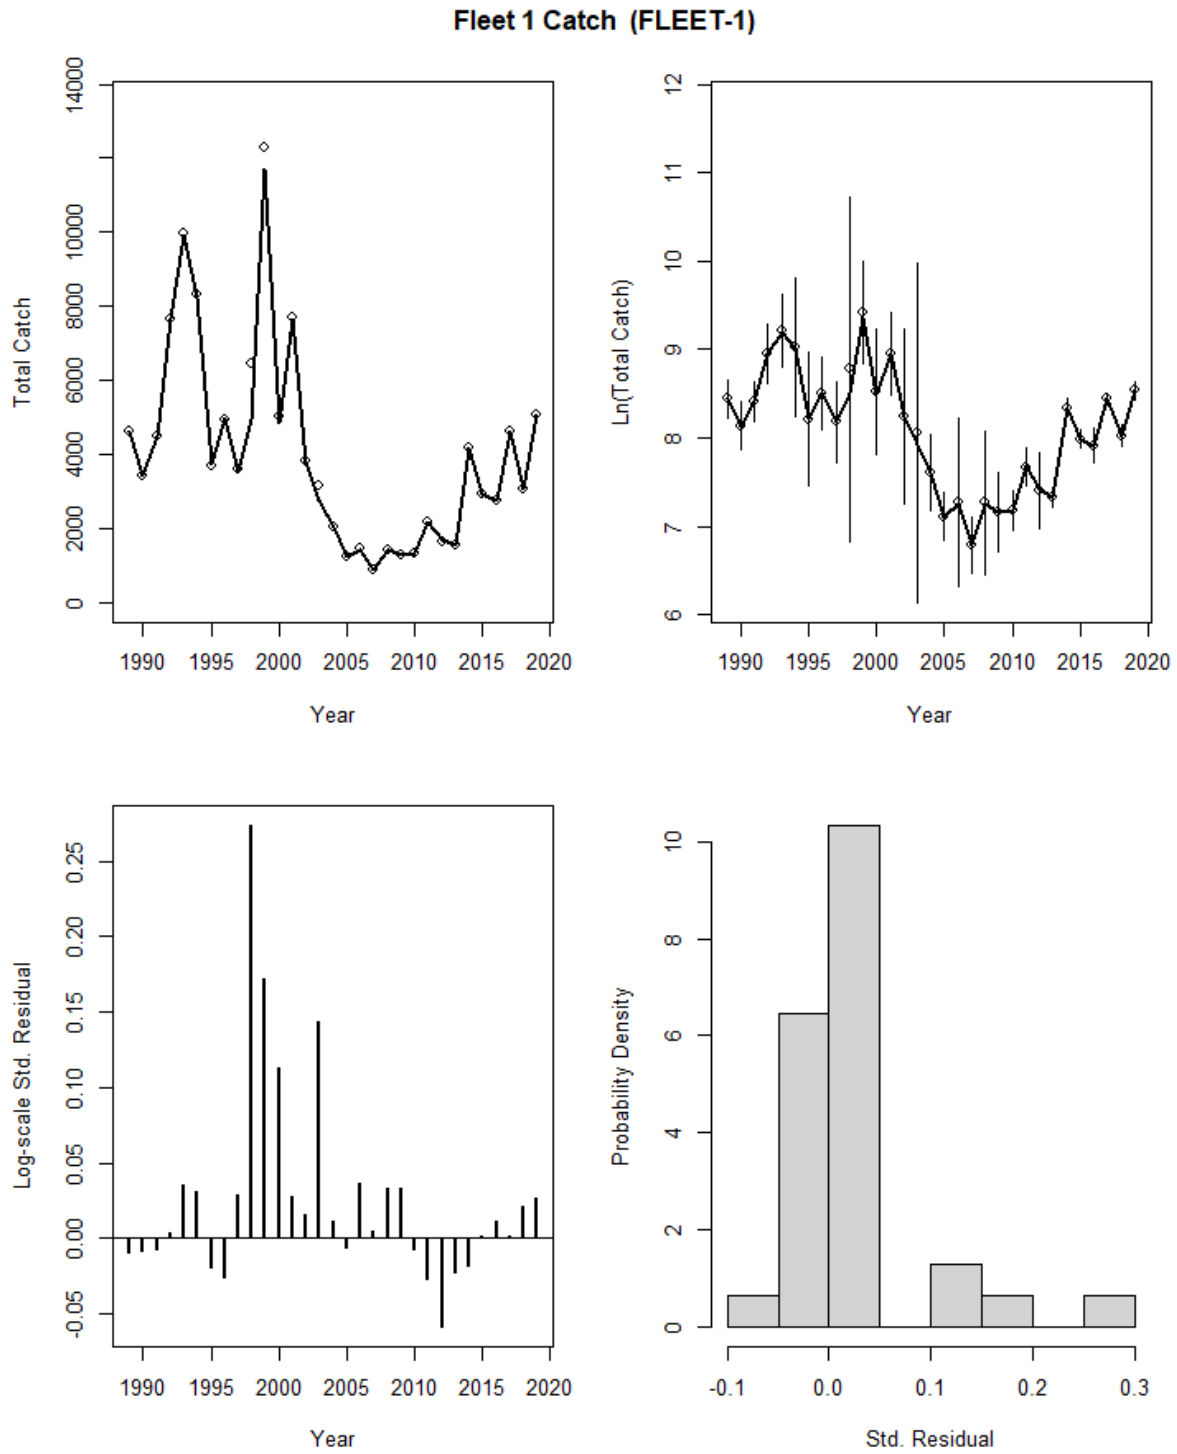 Fleet 1 Catch (FLEET-1)
Total Catch
14000
10000
8000
6000
4000
2000
0
1990 1995 2000 2005 2010 2015 2020
Year
Ln(Total Catch)
12
11
10
9
8
7
6
1990 1995 2000 2005 2010 2015 2020
Year
Log-scale Std. Residual
0.25
0.20
0.15
0.10
0.05
0.00
-0.05
1990 1995 2000 2005 2010 2015 2020
Year
Probability Density
10
8
6
4
2
0
-0.1 0.0 0.1 0.2 0.3
Std. Residual